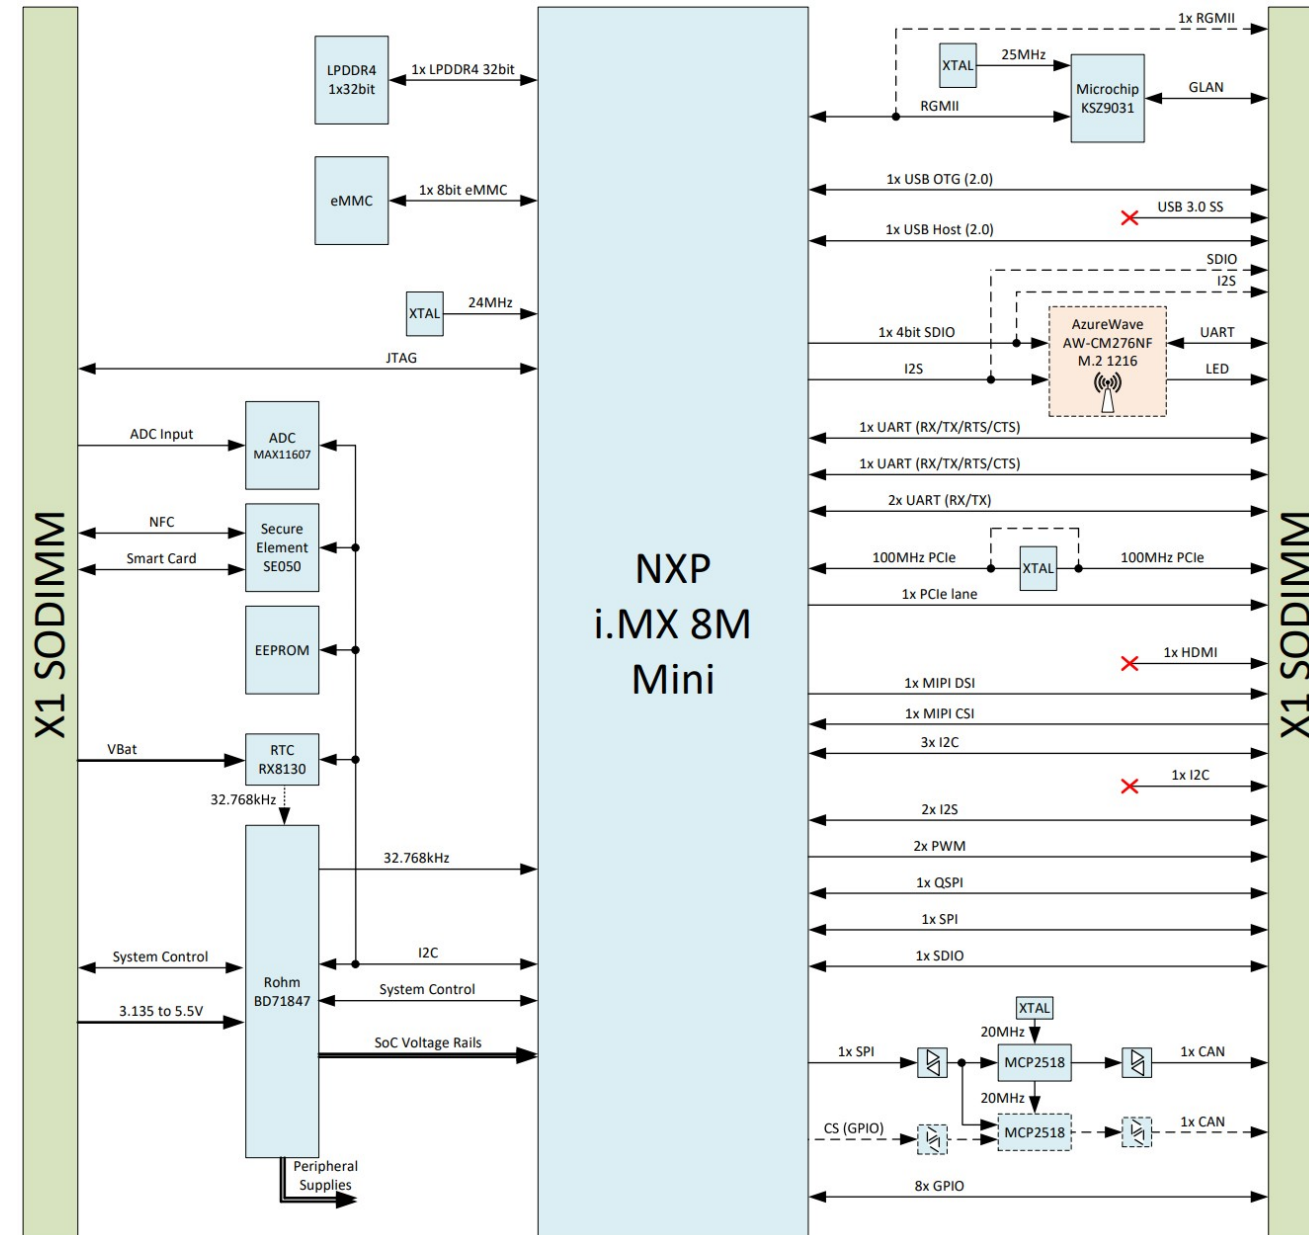 X1 SODIMM
LPDDR4
1x32bit
1x LPDDR4 32bit
eMMC
1x 8bit eMMC
XTAL
24MHz
JTAG
ADC Input
ADC
MAX11607
NFC
Smart Card
Secure
Element
SE050
EEPROM
VBat
RTC
RX8130
32.768kHz
32.768kHz
System Control
I2C
Rohm
BD71847
System Control
3.135 to 5.5V
SoC Voltage Rails
Peripheral
Supplies
NXP
i.MX 8M
Mini
1x RGMII
XTAL
25MHz
Microchip
KSZ9031
GLAN
RGMII
1x USB OTG (2.0)
USB 3.0 SS
1x USB Host (2.0)
SDIO
I2S
1x 4bit SDIO
I2S
AzureWave
AW-CM276NF
M.2 1216
UART
LED
1x UART (RX/TX/RTS/CTS)
1x UART (RX/TX/RTS/CTS)
2x UART (RX/TX)
100MHz PCIe
XTAL
100MHz PCIe
1x PCIe lane
1x HDMI
1x MIPI DSI
1x MIPI CSI
3x I2C
1x I2C
2x I2S
2x PWM
1x QSPI
1x SPI
1x SDIO
XTAL
20MHz
1x SPI
MCP2518
1x CAN
20MHz
CS (GPIO)
MCP2518
1x CAN
8x GPIO
X1 SODIMM